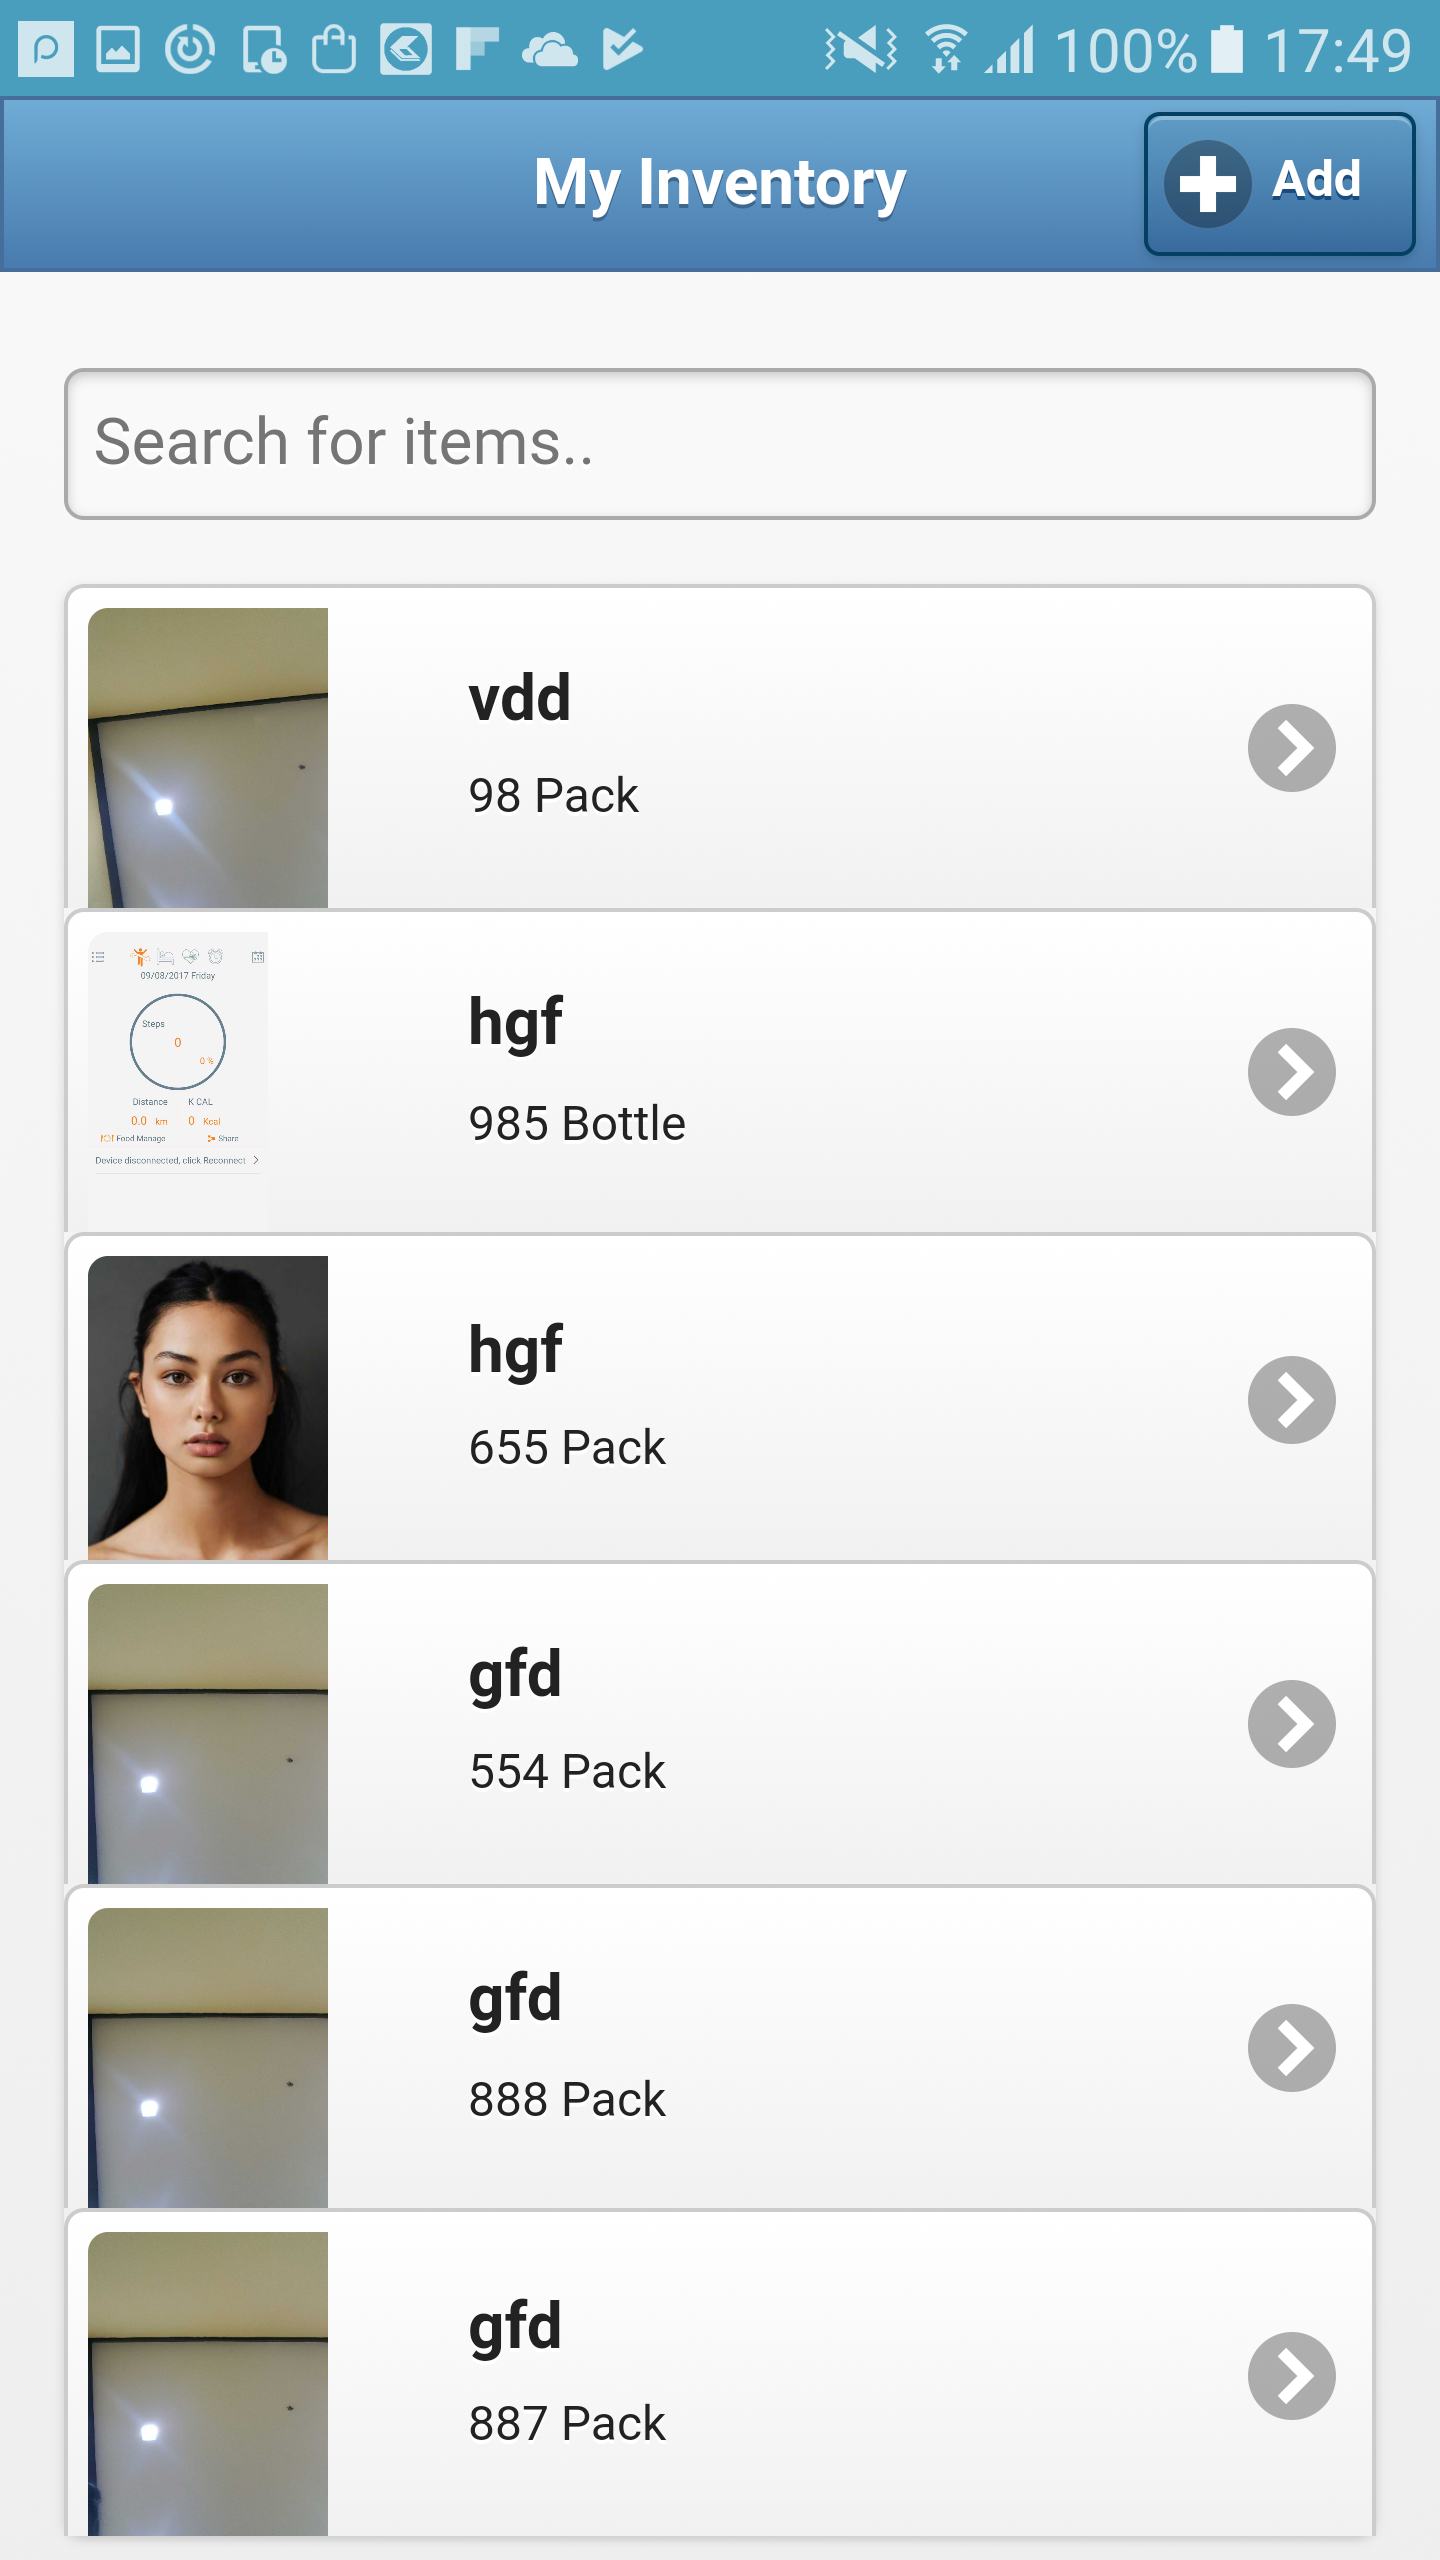 100% 17:49
My Inventory
Add
Search for items..
vdd
98 Pack
09/08/2017 Friday
Steps
0
0 %
Distance K CAL
0.0 km 0 Kcal
Food Manage Share
Device disconnected, click Reconnect
hgf
985 Bottle
hgf
655 Pack
gfd
554 Pack
gfd
888 Pack
gfd
887 Pack